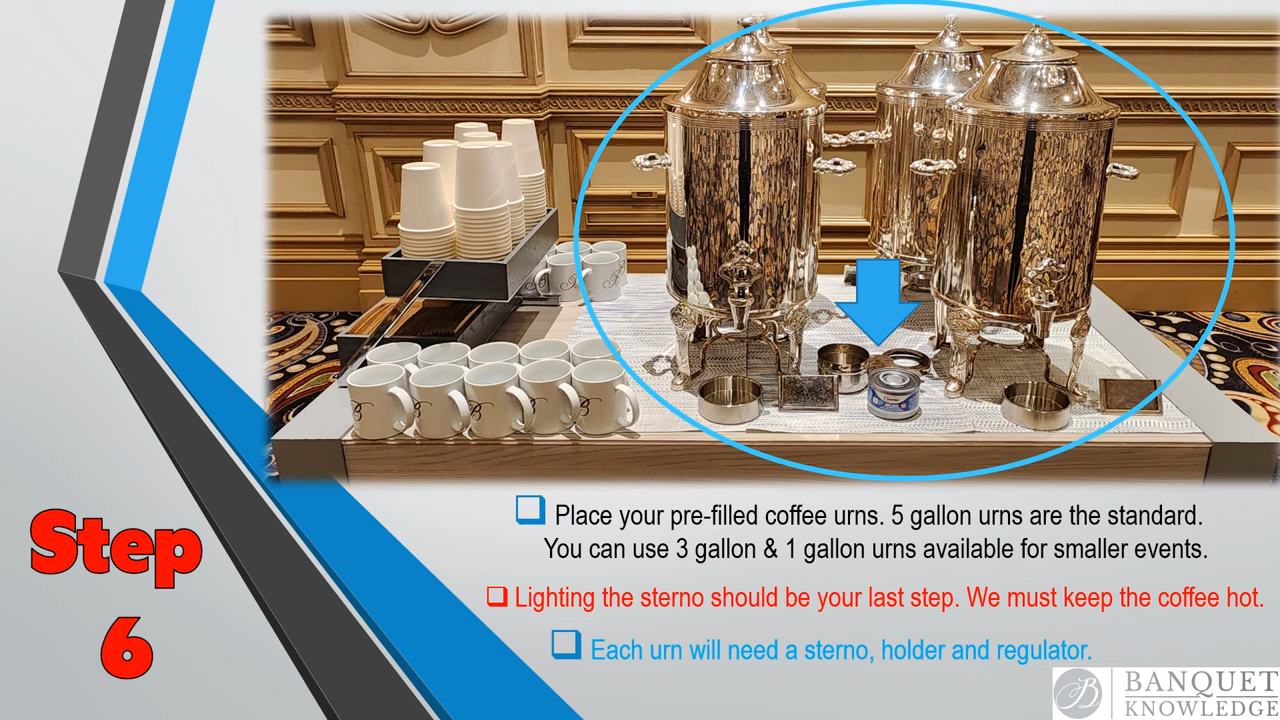 Step
6
❑ Place your pre-filled coffee urns. 5 gallon urns are the standard.
You can use 3 gallon & 1 gallon urns available for smaller events.
❑ Lighting the sterno should be your last step. We must keep the coffee hot.
❑ Each urn will need a sterno, holder and regulator.
B
BANQUET
KNOWLEDGE